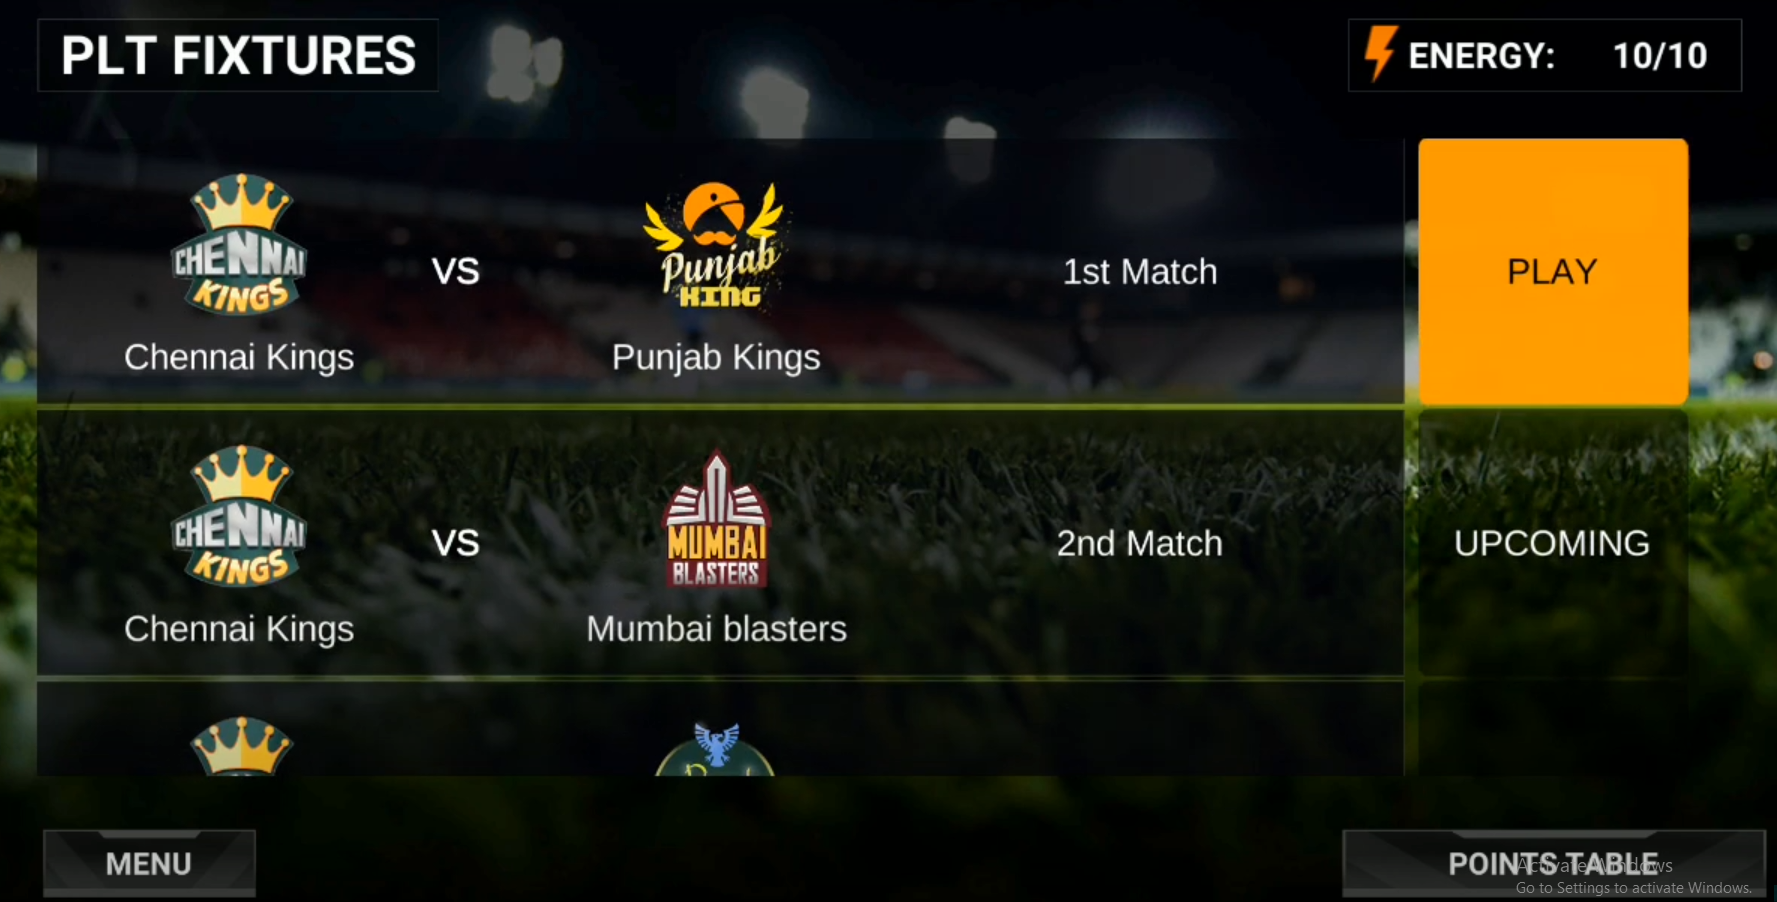 PLT FIXTURES
ENERGY: 10/10
CHENNAI
KINGS
VS
Punjab
KING
1st Match
PLAY
Chennai Kings
Punjab Kings
CHENNAI
KINGS
VS
MUMBAI
BLASTERS
2nd Match
UPCOMING
Chennai Kings
Mumbai blasters
MENU
POINTS TABLE
Activate Windows
Go to Settings to activate Windows.